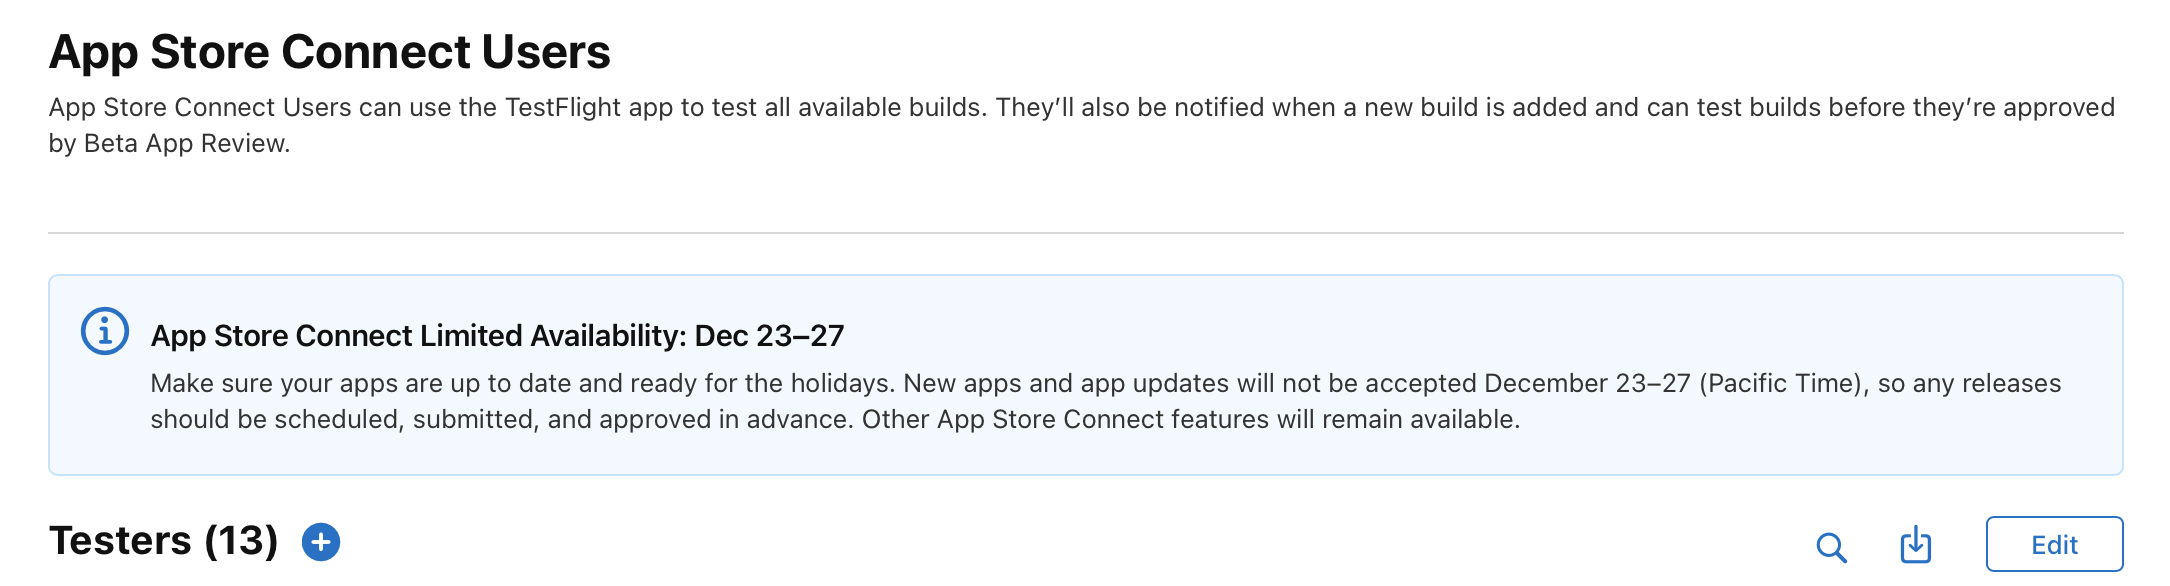 App Store Connect Users
App Store Connect Users can use the TestFlight app to test all available builds. They’ll also be notified when a new build is added and can test builds before they’re approved
by Beta App Review.
App Store Connect Limited Availability: Dec 23–27
Make sure your apps are up to date and ready for the holidays. New apps and app updates will not be accepted December 23–27 (Pacific Time), so any releases
should be scheduled, submitted, and approved in advance. Other App Store Connect features will remain available.
Testers (13)
Edit